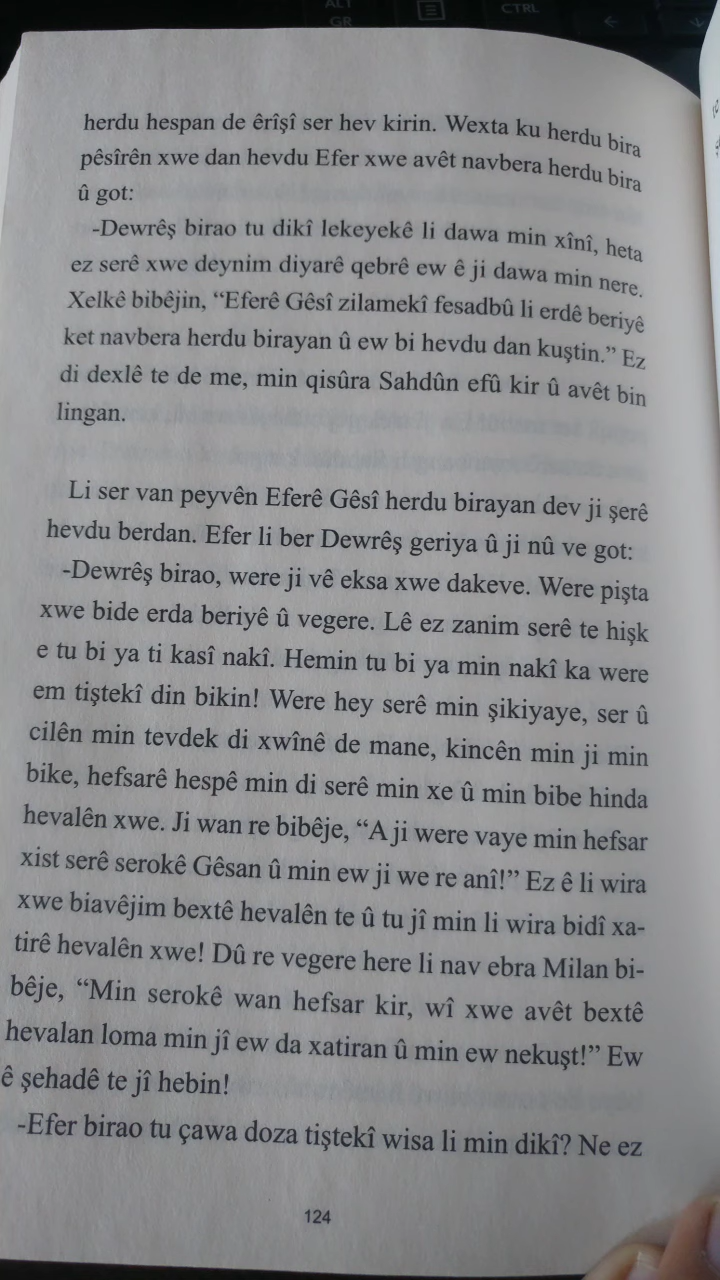 ALT
GR
CTRL
herdu hespan de êrîşî ser hev kirin. Wexta ku herdu bira
pêsîrên xwe dan hevdu Efer xwe avêt navbera herdu bira
û got:
-Dewrêş birao tu dikî lekeyekê li dawa min xînî, heta
ez serê xwe deynim diyarê qebrê ew ê ji dawa min nere.
Xelkê bibêjin, “Eferê Gêsî zilamekî fesadbû li erdê beriyê
ket navbera herdu birayan û ew bi hevdu dan kuştin.” Ez
di dexlê te de me, min qisûra Sahdûn efû kir û avêt bin
lingan.
Li ser van peyvên Eferê Gêsî herdu birayan dev ji şerê
hevdu berdan. Efer li ber Dewrêş geriya û ji nû ve got:
-Dewrêş birao, were ji vê eksa xwe dakeve. Were pişta
xwe bide erda beriyê û vegere. Lê ez zanim serê te hişk
e tu bi ya ti kasî nakî. Hemin tu bi ya min nakî ka were
em tiştekî din bikin! Were hey serê min şikiyaye, ser û
cilên min tevdek di xwînê de mane, kincên min ji min
bike, hefsarê hespê min di serê min xe û min bibe hinda
hevalên xwe. Ji wan re bibêje, “A ji were vaye min hefsar
xist serê serokê Gêsan û min ew ji we re anî!” Ez ê li wira
xwe biavêjim bextê hevalên te û tu jî min li wira bidî xa-
tirê hevalên xwe! Dû re vegere here li nav ebra Milan bi-
bêje, “Min serokê wan hefsar kir, wî xwe avêt bextê
hevalan loma min jî ew da xatiran û min ew nekuşt!” Ew
ê şehadê te jî hebin!
-Efer birao tu çawa doza tiştekî wisa li min dikî? Ne ez
124